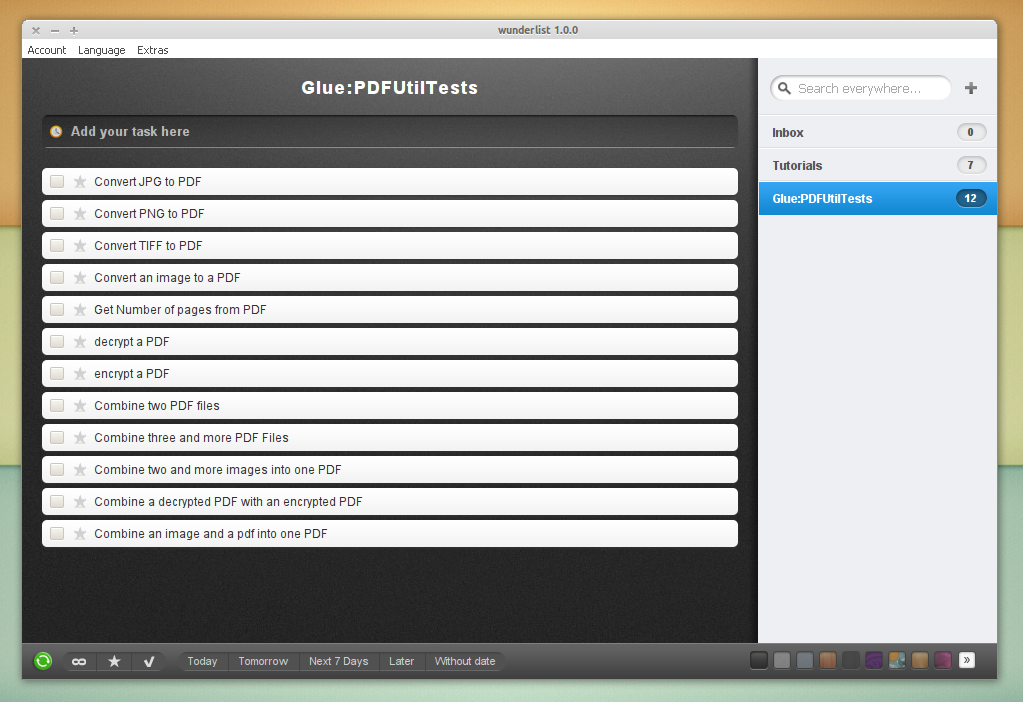 wunderlist 1.0.0
Account Language Extras
Glue:PDFUtilTests
Add your task here
Convert JPG to PDF
Convert PNG to PDF
Convert TIFF to PDF
Convert an image to a PDF
Get Number of pages from PDF
decrypt a PDF
encrypt a PDF
Combine two PDF files
Combine three and more PDF Files
Combine two and more images into one PDF
Combine a decrypted PDF with an encrypted PDF
Combine an image and a pdf into one PDF
Search everywhere...
Inbox 0
Tutorials 7
Glue:PDFUtilTests 12
Today Tomorrow Next 7 Days Later Without date